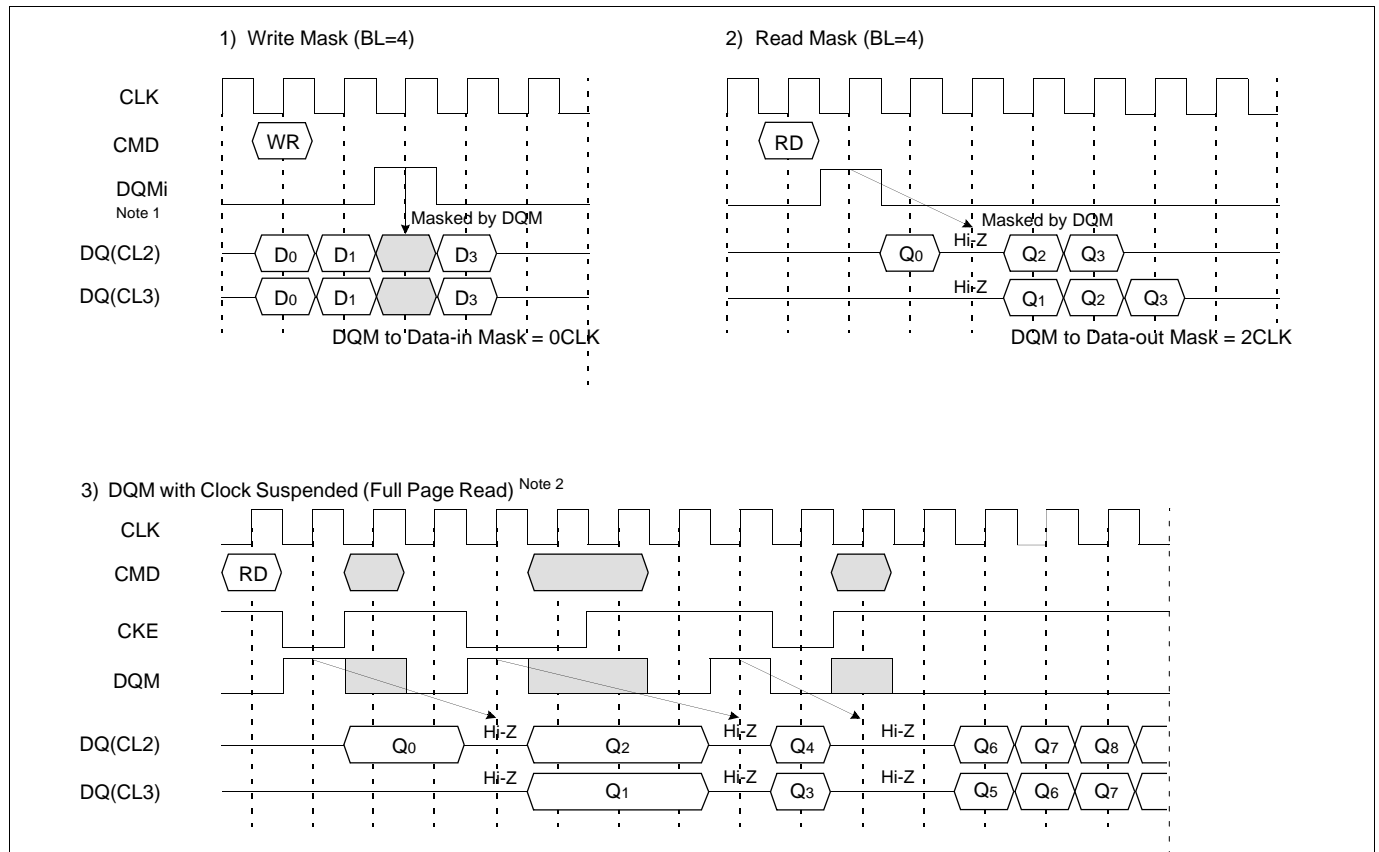 1) Write Mask (BL=4)
CLK
CMD
WR
DQMi
Note 1
Masked by DQM
DQ(CL2)
D0 D1 D3
DQ(CL3)
D0 D1 D3
DQM to Data-in Mask = 0CLK
2) Read Mask (BL=4)
RD
Masked by DQM
Hi-Z
Q0 Q2 Q3
Hi-Z
Q1 Q2 Q3
DQM to Data-out Mask = 2CLK
3) DQM with Clock Suspended (Full Page Read) Note 2
CLK
CMD
RD
CKE
DQM
DQ(CL2)
Q0 Hi-Z Q2 Hi-Z Q4 Hi-Z Q6 Q7 Q8
DQ(CL3)
Hi-Z Q1 Hi-Z Q3 Hi-Z Q5 Q6 Q7